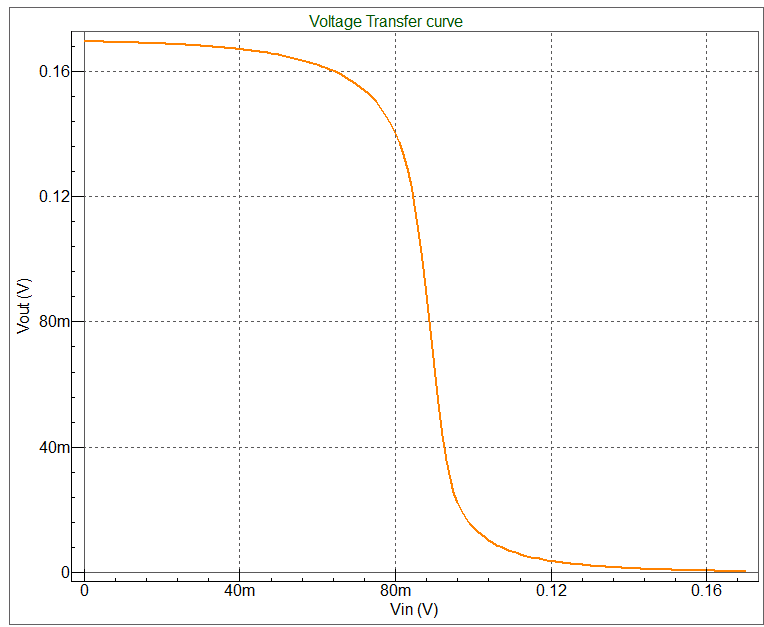 Voltage Transfer curve
0.16
0.12
Vout (V)
80m
40m
0
0 40m 80m 0.12 0.16
Vin (V)